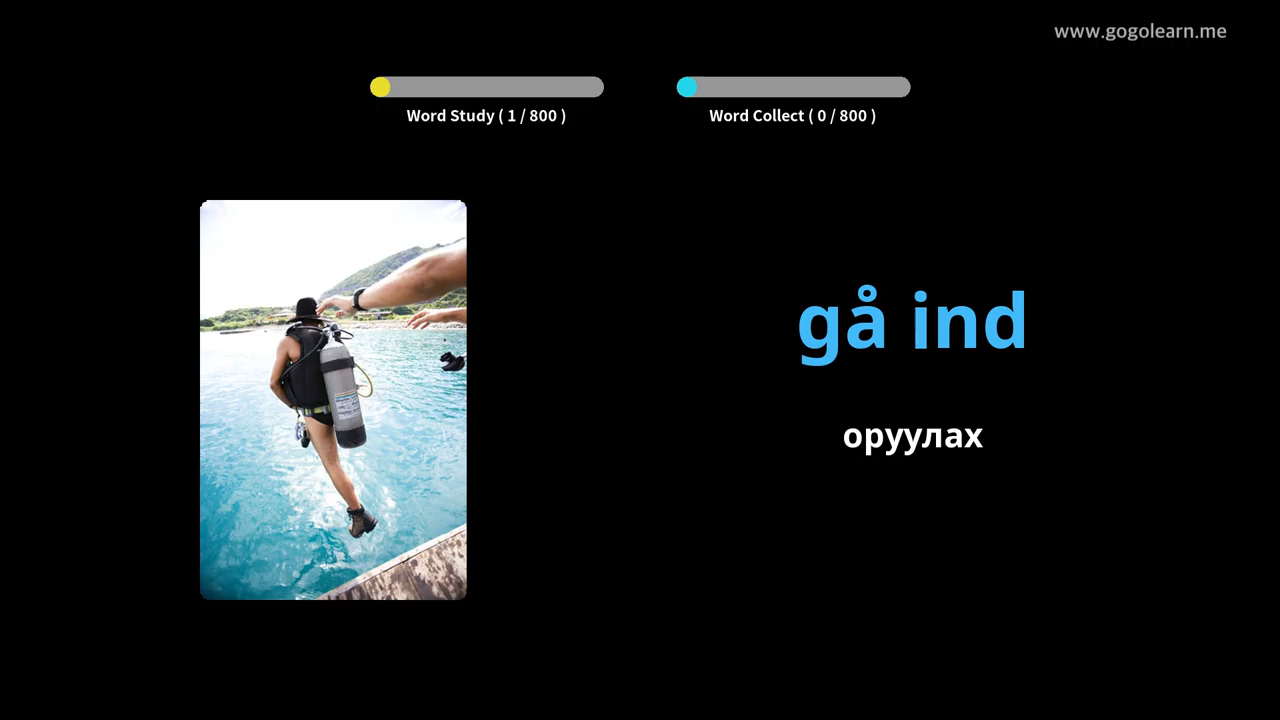 www.gogolearn.me
Word Study ( 1 / 800 )
Word Collect ( 0 / 800 )
gå ind
оруулах